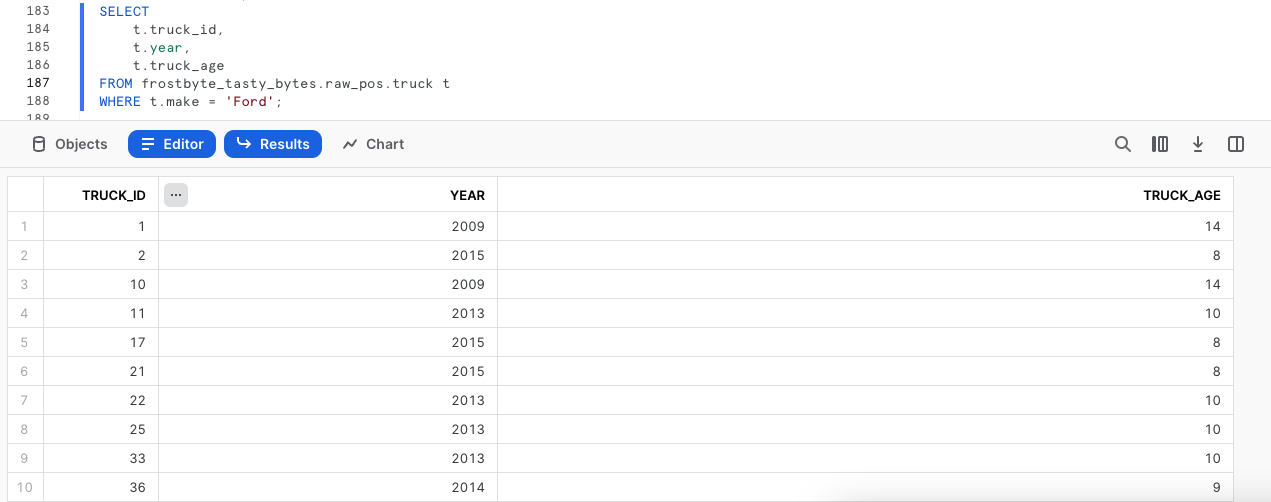 183 SELECT
184 t.truck_id,
185 t.year,
186 t.truck_age
187 FROM frostbyte_tasty_bytes.raw_pos.truck t
188 WHERE t.make = 'Ford';
189
Objects Editor Results Chart
TRUCK_ID ... YEAR TRUCK_AGE
1 1 2009 14
2 2 2015 8
3 10 2009 14
4 11 2013 10
5 17 2015 8
6 21 2015 8
7 22 2013 10
8 25 2013 10
9 33 2013 10
10 36 2014 9